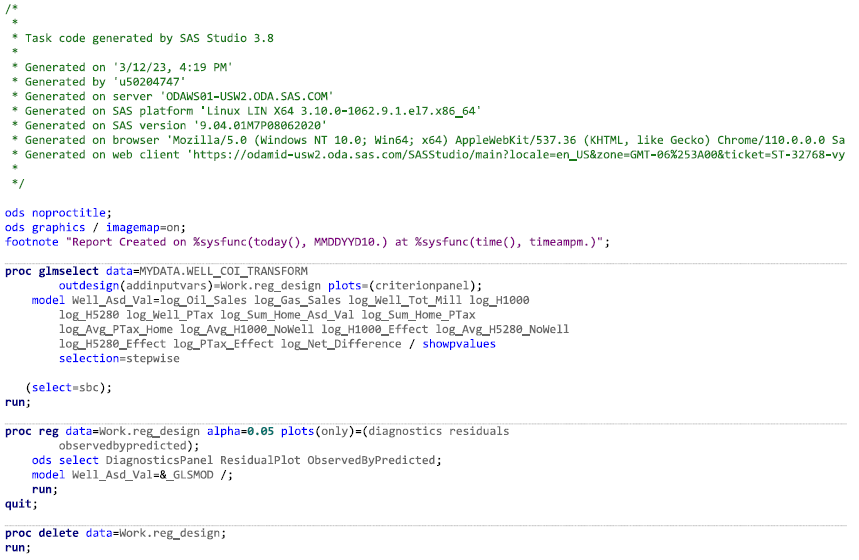 /*
 *
 * Task code generated by SAS Studio 3.8
 *
 * Generated on '3/12/23, 4:19 PM'
 * Generated by 'u50204747'
 * Generated on server 'ODAWS01-USW2.ODA.SAS.COM'
 * Generated on SAS platform 'Linux LIN X64 3.10.0-1062.9.1.el7.x86_64'
 * Generated on SAS version '9.04.01M7P08062020'
 * Generated on browser 'Mozilla/5.0 (Windows NT 10.0; Win64; x64) AppleWebKit/537.36 (KHTML, like Gecko) Chrome/110.0.0.0 Sa
 * Generated on web client 'https://odamid-usw2.oda.sas.com/SASStudio/main?locale=en_US&zone=GMT-06%253A00&ticket=ST-32768-vy
 *
 */
ods noproctitle;
ods graphics / imagemap=on;
footnote "Report Created on %sysfunc(today(), MMDDYYD10.) at %sysfunc(time(), timeampm.)";
proc glmselect data=MYDATA.WELL_COI_TRANSFORM
outdesign(addinputvars)=Work.reg_design plots=(criterionpanel);
model Well_Asd_Val=log_Oil_Sales log_Gas_Sales log_Well_Tot_Mill log_H1000
log_H5280 log_Well_PTax log_Sum_Home_Asd_Val log_Sum_Home_PTax
log_Avg_PTax_Home log_Avg_H1000_NoWell log_H1000_Effect log_Avg_H5280_NoWell
log_H5280_Effect log_PTax_Effect log_Net_Difference / showpvalues
selection=stepwise
(select=sbc);
run;
proc reg data=Work.reg_design alpha=0.05 plots(only)=(diagnostics residuals
observedbypredicted);
ods select DiagnosticsPanel ResidualPlot ObservedByPredicted;
model Well_Asd_Val=&_GLSMOD /;
run;
quit;
proc delete data=Work.reg_design;
run;